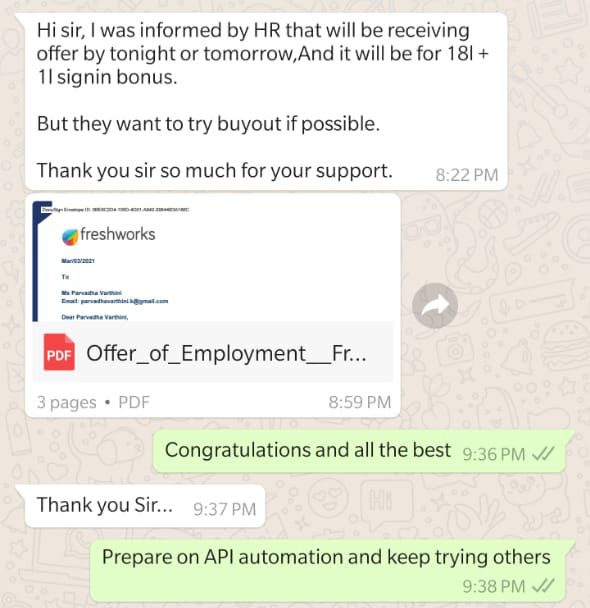 Hi sir, I was informed by HR that will be receiving
offer by tonight or tomorrow,And it will be for 18l +
1l signin bonus.
But they want to try buyout if possible.
Thank you sir so much for your support.
8:22 PM
DocuSign Envelope ID:
freshworks
Mar/03/2021
To
Ms Parvadha Varthini
Email: parvadhavarthini.k@gmail.com
Dear Parvadha Varthini,
PDF
Offer_of_Employment__Fr...
3 pages • PDF
8:59 PM
Congratulations and all the best
9:36 PM
Thank you Sir...
9:37 PM
Prepare on API automation and keep trying others
9:38 PM